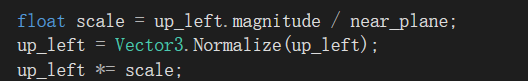 float scale = up_left.magnitude / near_plane;
up_left = Vector3.Normalize(up_left);
up_left *= scale;